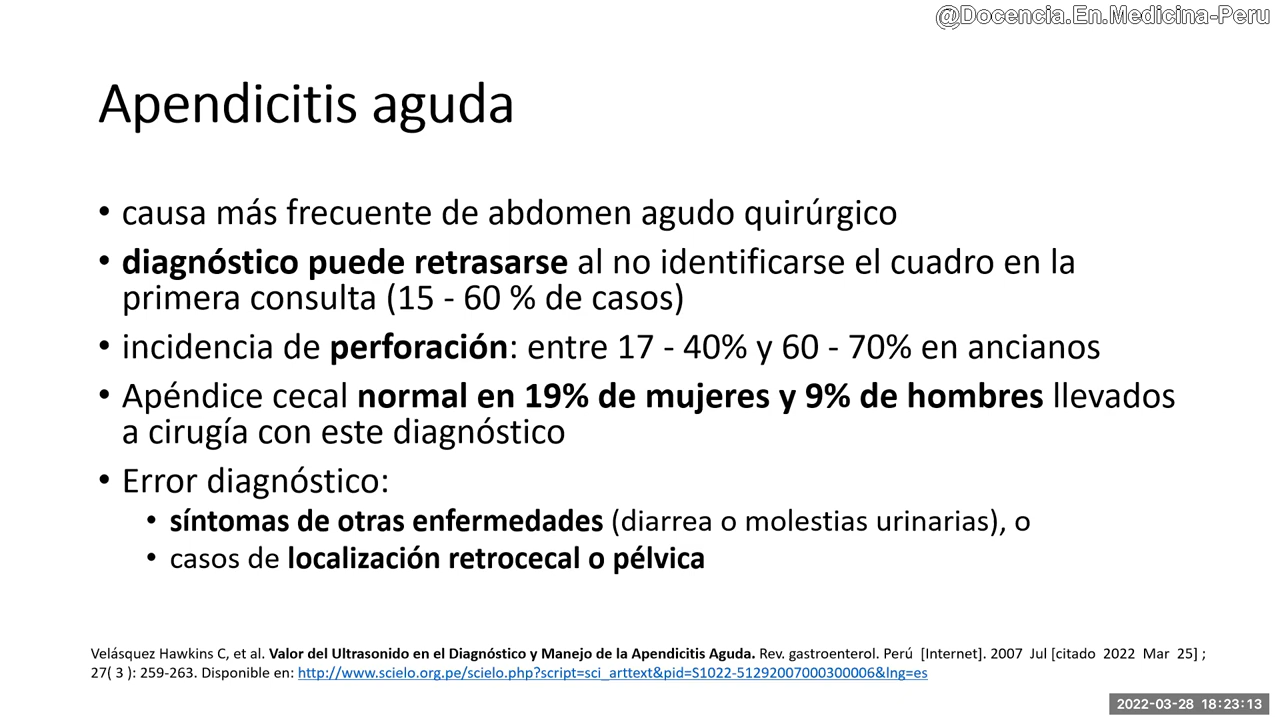 @Docencia.En.Medicina-Peru
Apendicitis aguda
• causa más frecuente de abdomen agudo quirúrgico
• diagnóstico puede retrasarse al no identificarse el cuadro en la
primera consulta (15 - 60 % de casos)
• incidencia de perforación: entre 17 - 40% y 60 - 70% en ancianos
• Apéndice cecal normal en 19% de mujeres y 9% de hombres llevados
a cirugía con este diagnóstico
• Error diagnóstico:
• síntomas de otras enfermedades (diarrea o molestias urinarias), o
• casos de localización retrocecal o pélvica
Velásquez Hawkins C, et al. Valor del Ultrasonido en el Diagnóstico y Manejo de la Apendicitis Aguda. Rev. gastroenterol. Perú [Internet]. 2007 Jul [citado 2022 Mar 25] ;
27( 3 ): 259-263. Disponible en: http://www.scielo.org.pe/scielo.php?script=sci_arttext&pid=S1022-51292007000300006&lng=es
2022-03-28 18:23:13